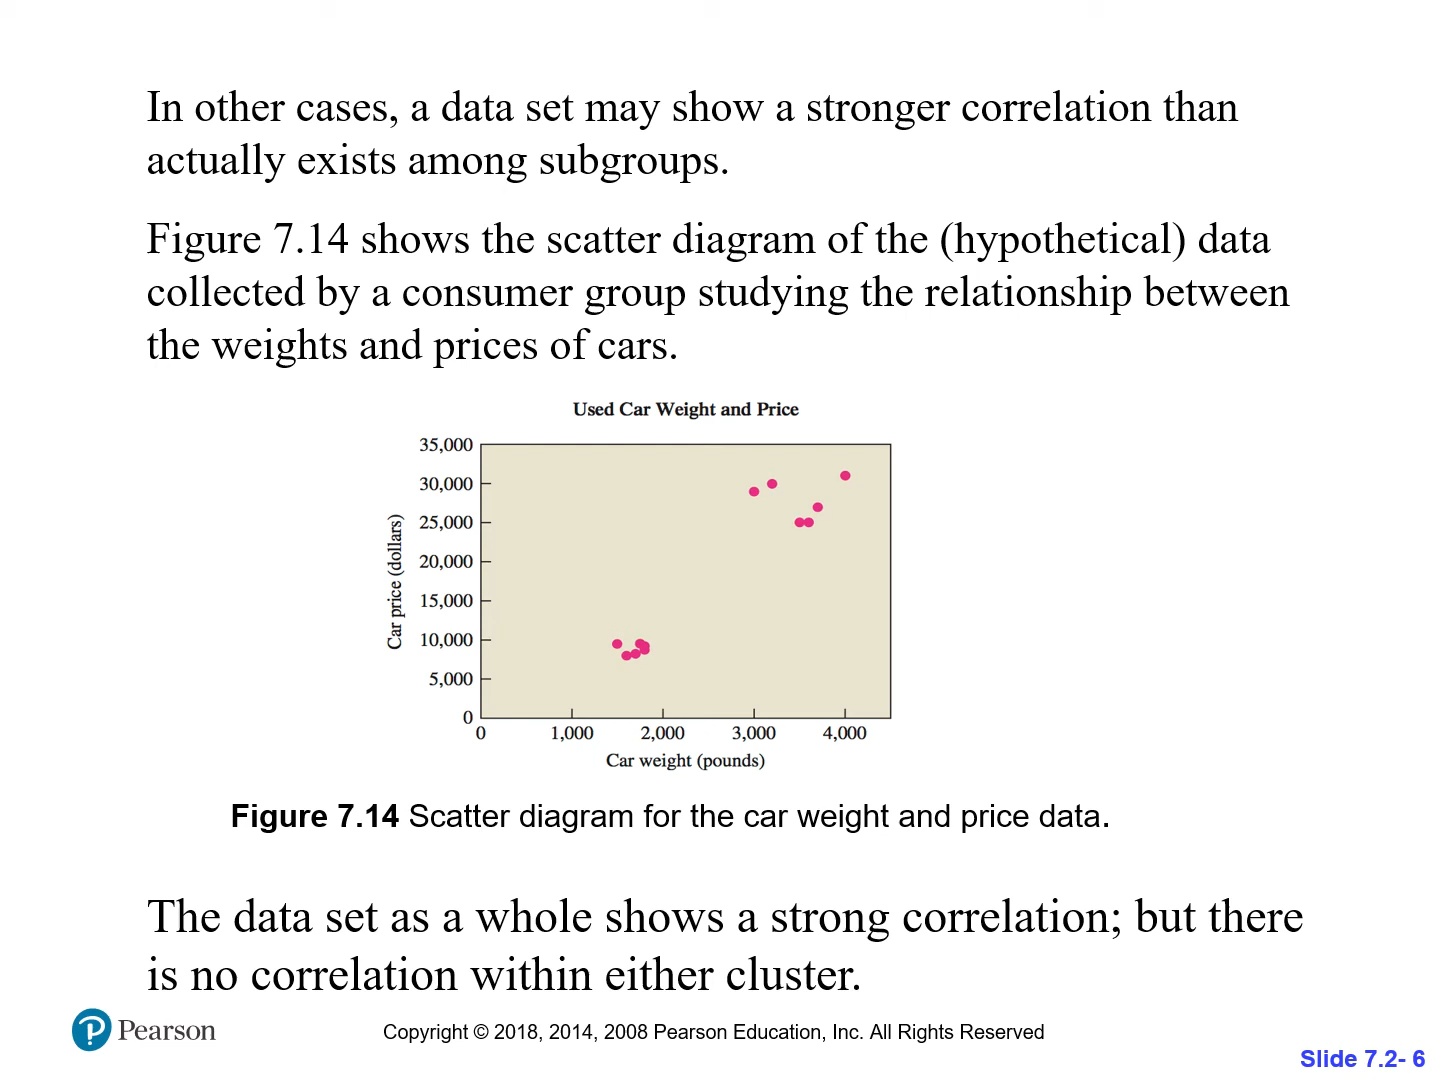 In other cases, a data set may show a stronger correlation than
actually exists among subgroups.
Figure 7.14 shows the scatter diagram of the (hypothetical) data
collected by a consumer group studying the relationship between
the weights and prices of cars.
Used Car Weight and Price
Car price (dollars)
35,000
30,000
25,000
20,000
15,000
10,000
5,000
0
0 1,000 2,000 3,000 4,000
Car weight (pounds)
Figure 7.14 Scatter diagram for the car weight and price data.
The data set as a whole shows a strong correlation; but there
is no correlation within either cluster.
P Pearson
Copyright © 2018, 2014, 2008 Pearson Education, Inc. All Rights Reserved
Slide 7.2- 6